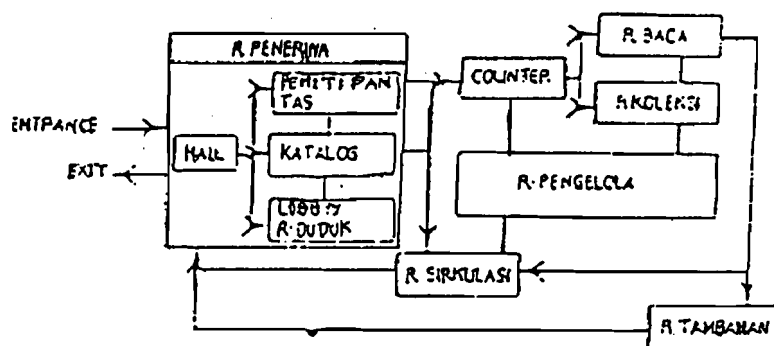 R. PENERIMA
PENITIPAN
TAS
HALL
KATALOG
LOBBY
R. DUDUK
ENTRANCE
EXIT
COUNTER
R. BACA
R. KOLEKSI
R. PENGELOLA
R. SIRKULASI
R. TAMBAHAN